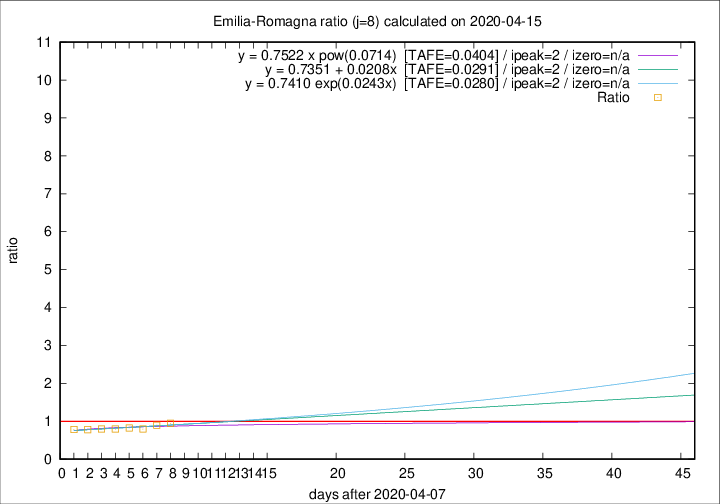 Emilia-Romagna ratio (j=8) calculated on 2020-04-15
y = 0.7522 x pow(0.0714) [TAFE=0.0404] / ipeak=2 / izero=n/a
y = 0.7351 + 0.0208x [TAFE=0.0291] / ipeak=2 / izero=n/a
y = 0.7410 exp(0.0243x) [TAFE=0.0280] / ipeak=2 / izero=n/a
Ratio
11
10
9
8
7
6
5
4
3
2
1
0
ratio
0 1 2 3 4 5 6 7 8 9 10 11 12 13 14 15 20 25 30 35 40 45
days after 2020-04-07